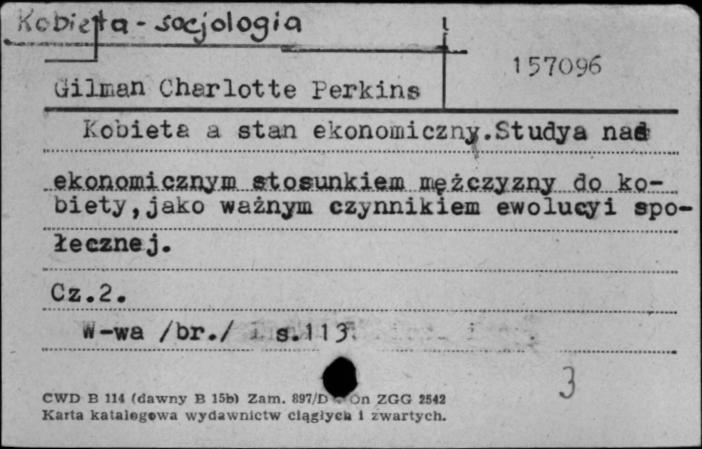 Kobieta - socjologia
157096
Gilman Charlotte Perkins
Kobieta a stan ekonomiczny.Studya nad
ekonomicznym stosunkiem mężczyzny do ko-
biety,jako ważnym czynnikiem ewolucyi spo-
łecznej.
Cz.2.
W-wa /br./ s.113
3
CWD B 114 (dawny B 15b) Zam. 897/D On ZGG 2542
Karta katalogowa wydawnictw ciągłych i zwartych.